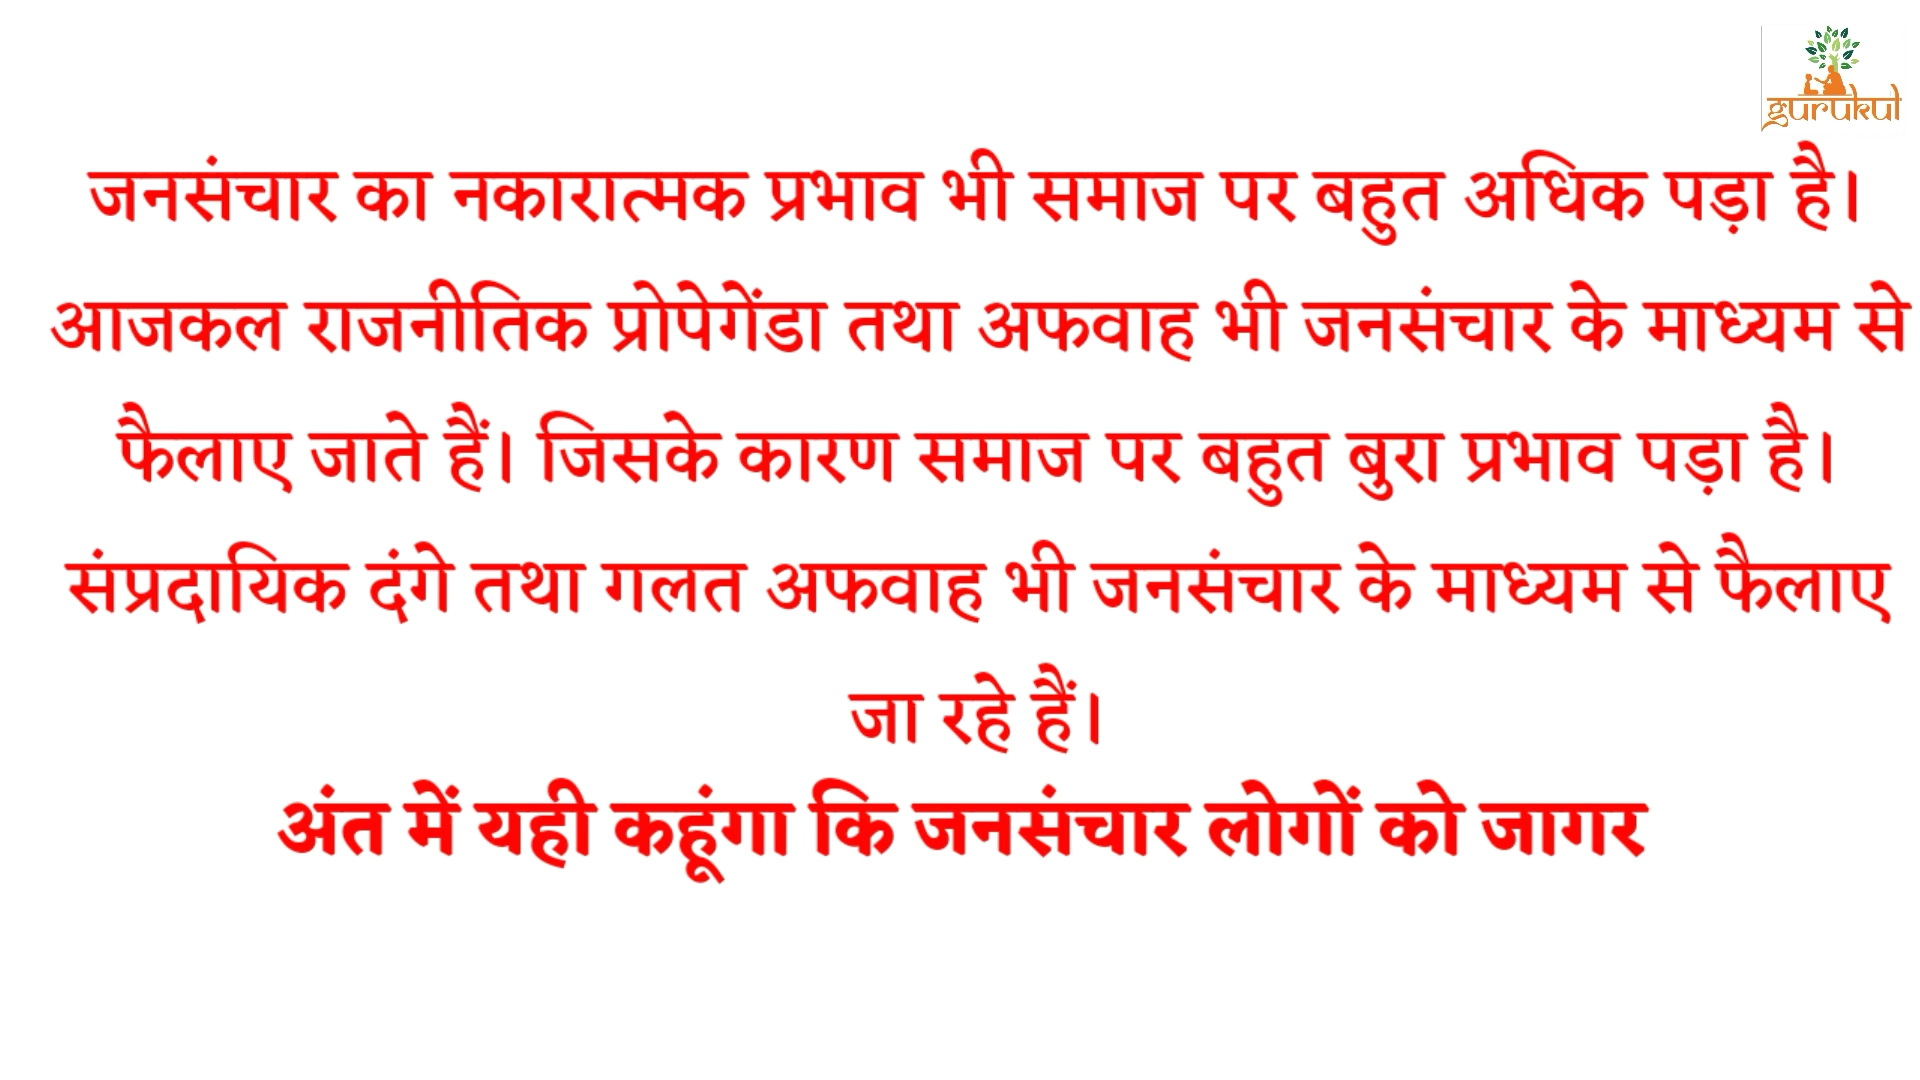 gurukul
जनसंचार का नकारात्मक प्रभाव भी समाज पर बहुत अधिक पड़ा है।
आजकल राजनीतिक प्रोपेगेंडा तथा अफवाह भी जनसंचार के माध्यम से
फैलाए जाते हैं। जिसके कारण समाज पर बहुत बुरा प्रभाव पड़ा है।
संप्रदायिक दंगे तथा गलत अफवाह भी जनसंचार के माध्यम से फैलाए
जा रहे हैं।
अंत में यही कहूंगा कि जनसंचार लोगों को जागर